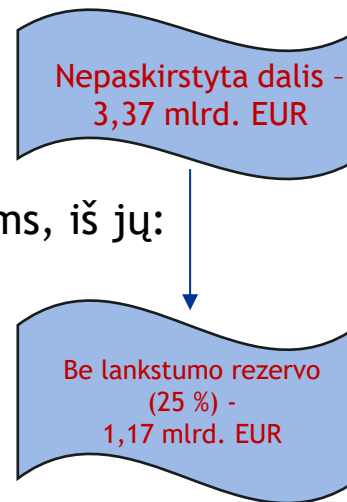 Nepaskirstyta dalis –
3,37 mlrd. EUR
ms, iš jų:
Be lankstumo rezervo
(25 %) -
1,17 mlrd. EUR